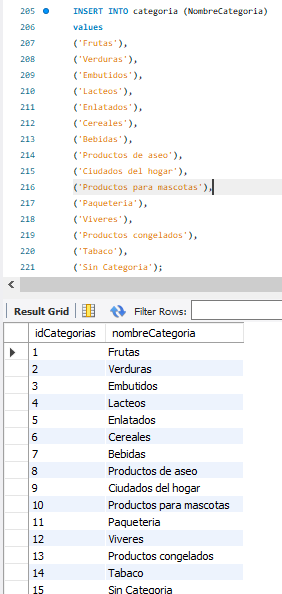 205 INSERT INTO categoria (NombreCategoria)
206 values
207 ('Frutas'),
208 ('Verduras'),
209 ('Embutidos'),
210 ('Lacteos'),
211 ('Enlatados'),
212 ('Cereales'),
213 ('Bebidas'),
214 ('Productos de aseo'),
215 ('Ciudados del hogar'),
216 ('Productos para mascotas'),
217 ('Paqueteria'),
218 ('Viveres'),
219 ('Productos congelados'),
220 ('Tabaco'),
221 ('Sin Categoria');
Result Grid Filter Rows:
idCategorias nombreCategoria
1 Frutas
2 Verduras
3 Embutidos
4 Lacteos
5 Enlatados
6 Cereales
7 Bebidas
8 Productos de aseo
9 Ciudados del hogar
10 Productos para mascotas
11 Paqueteria
12 Viveres
13 Productos congelados
14 Tabaco
15 Sin Categoria